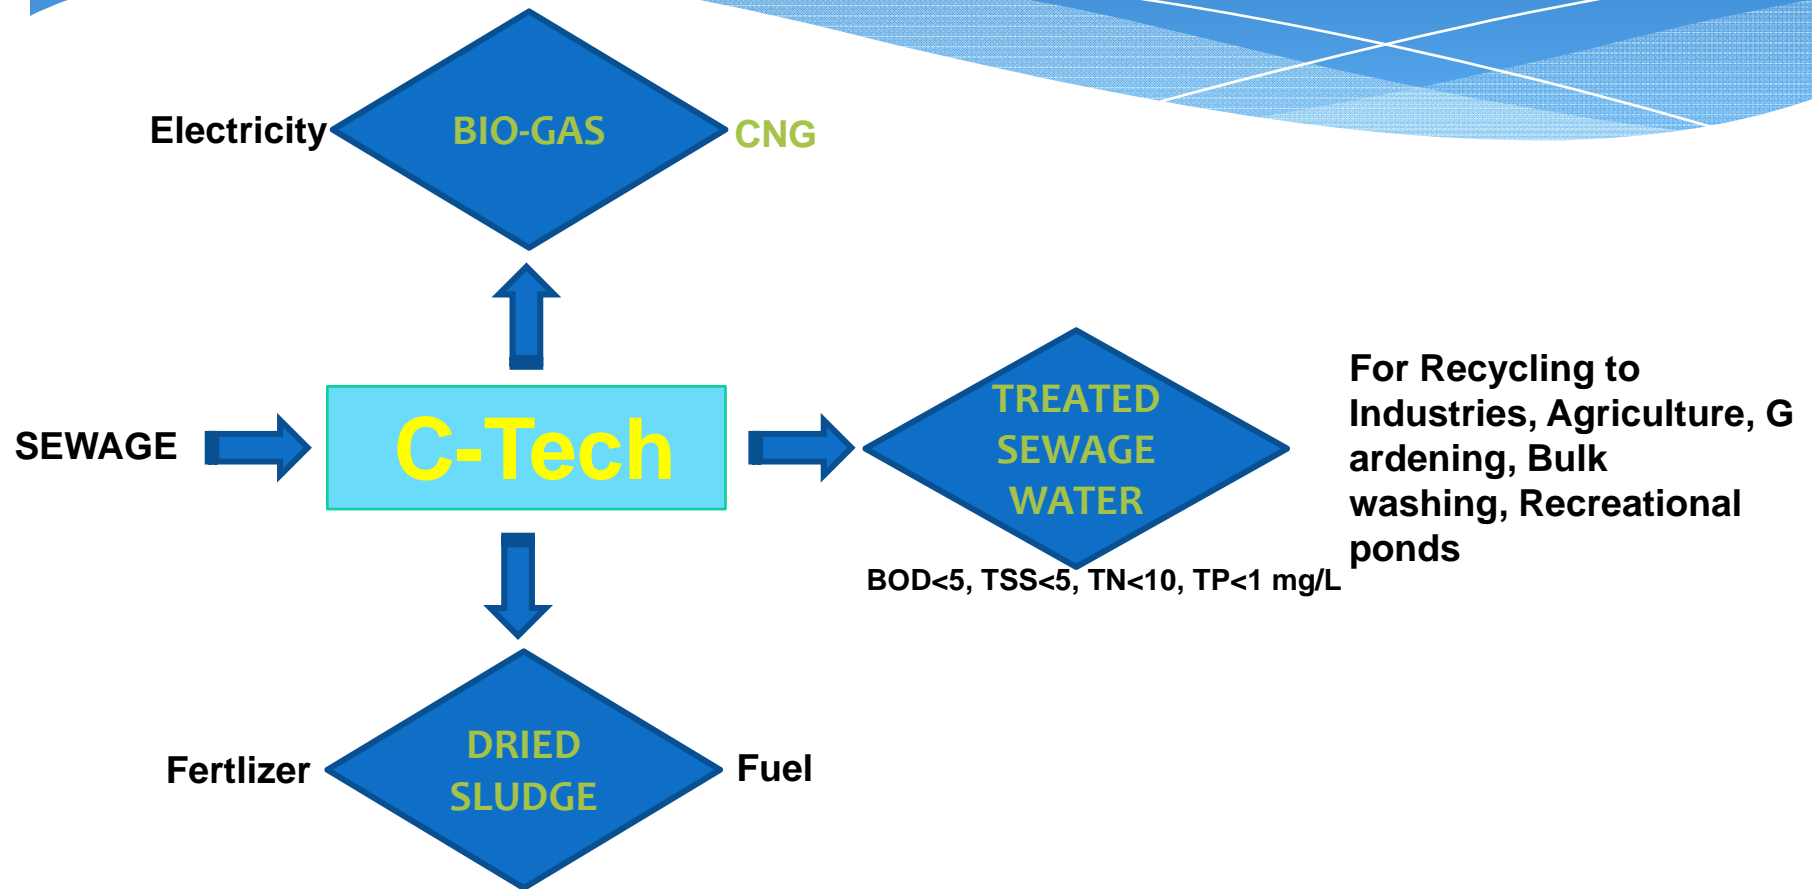 Electricity
BIO-GAS
CNG
SEWAGE
C-Tech
TREATED
SEWAGE
WATER
For Recycling to
Industries, Agriculture, G
ardening, Bulk
washing, Recreational
ponds
BOD<5, TSS<5, TN<10, TP<1 mg/L
Fertlizer
DRIED
SLUDGE
Fuel